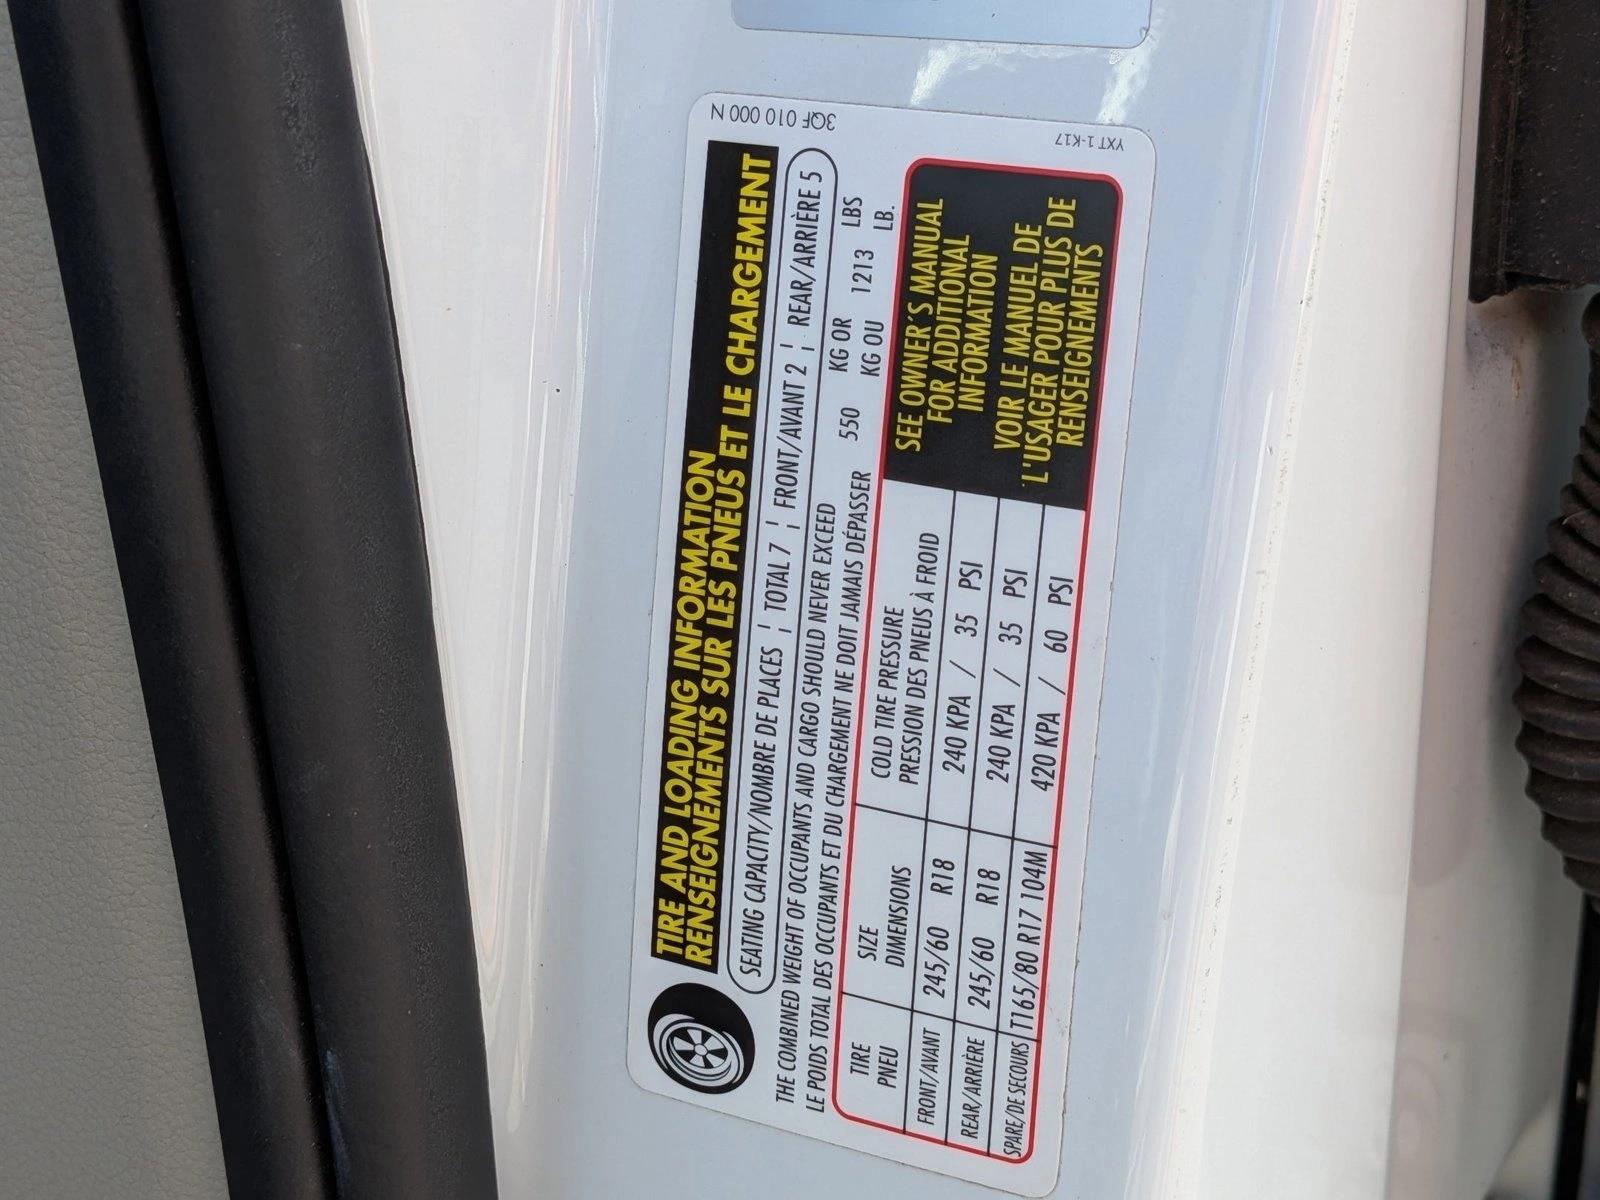 TIRE AND LOADING INFORMATION
RENSEIGNEMENTS SUR LES PNEUS ET LE CHARGEMENT
SEATING CAPACITY/NOMBRE DE PLACES ¦ TOTAL 7 ¦ FRONT/AVANT 2 ¦ REAR/ARRIÈRE 5
THE COMBINED WEIGHT OF OCCUPANTS AND CARGO SHOULD NEVER EXCEED 550 KG OR 1213 LBS
LE POIDS TOTAL DES OCCUPANTS ET DU CHARGEMENT NE DOIT JAMAIS DÉPASSER KG OU LB.
TIRE SIZE COLD TIRE PRESSURE
PNEU DIMENSIONS PRESSION DES PNEUS À FROID
FRONT/AVANT 245/60 R18 240 KPA / 35 PSI
REAR/ARRIÈRE 245/60 R18 240 KPA / 35 PSI
SPARE/DE SECOURS T165/80 R17 104M 420 KPA / 60 PSI
SEE OWNER'S MANUAL
FOR ADDITIONAL
INFORMATION
VOIR LE MANUEL DE
L'USAGER POUR PLUS DE
RENSEIGNEMENTS
3QF 010 000 N
YXT 1-K17